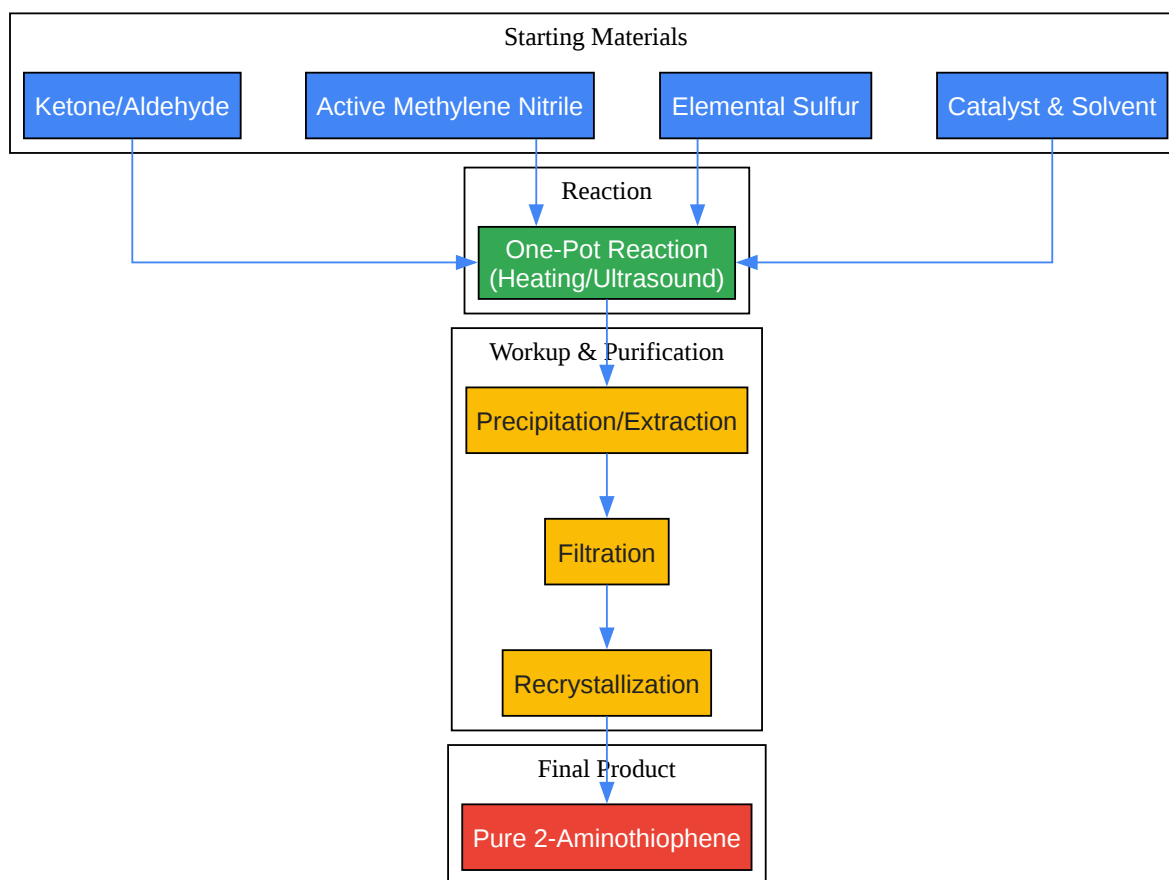 Starting Materials
Ketone/Aldehyde
Active Methylene Nitrile
Elemental Sulfur
Catalyst & Solvent
Reaction
One-Pot Reaction
(Heating/Ultrasound)
Workup & Purification
Precipitation/Extraction
Filtration
Recrystallization
Final Product
Pure 2-Aminothiophene